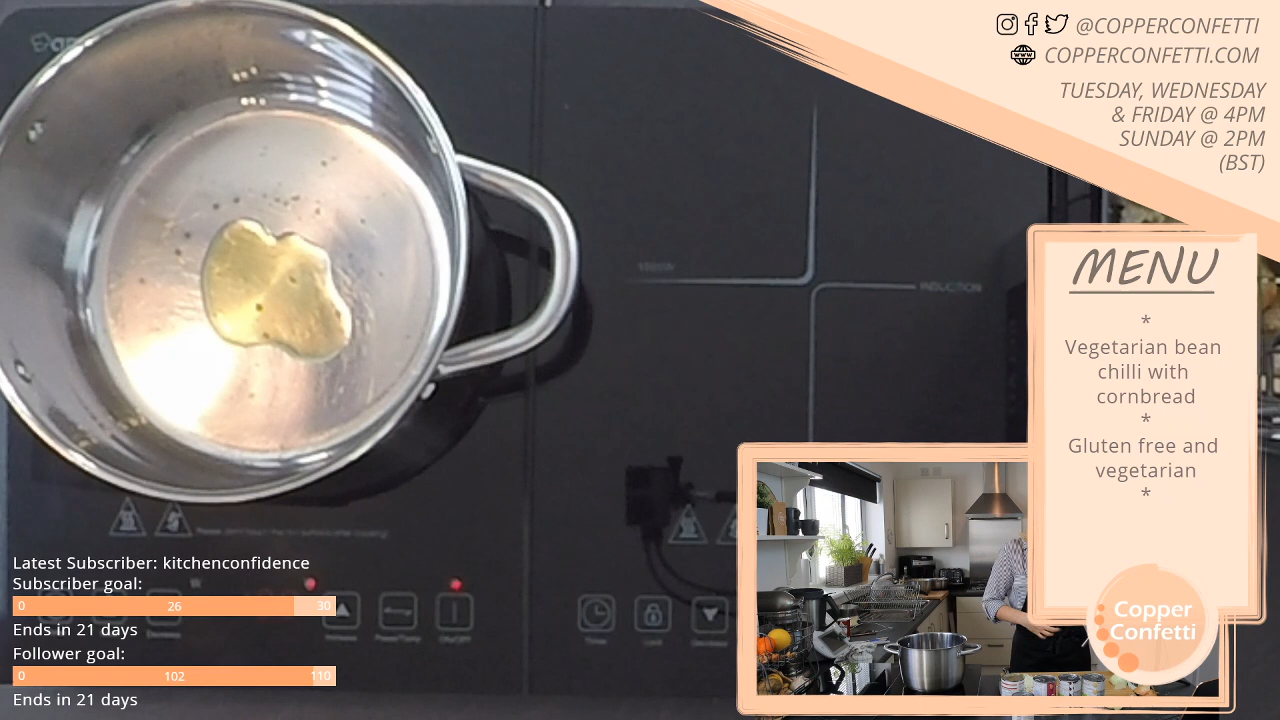 @COPPERCONFETTI
COPPERCONFETTI.COM
TUESDAY, WEDNESDAY
& FRIDAY @ 4PM
SUNDAY @ 2PM
(BST)
INDUCTION
MENU
*
Vegetarian bean
chilli with
cornbread
*
Gluten free and
vegetarian
*
Copper
Confetti
Latest Subscriber: kitchenconfidence
Subscriber goal:
0 26 30
Ends in 21 days
Follower goal:
0 102 110
Ends in 21 days
ON/OFF